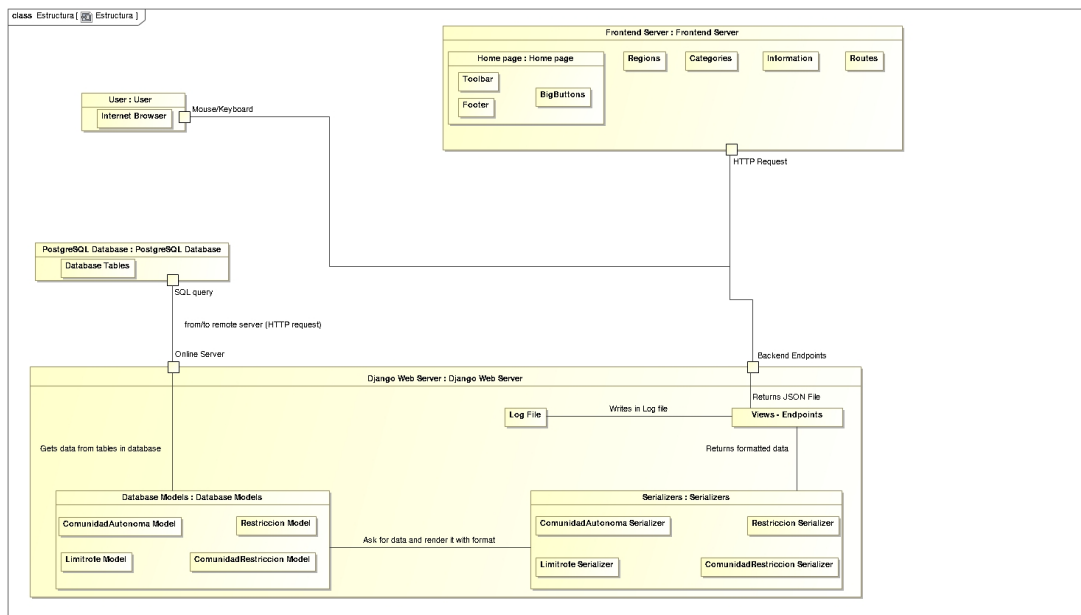 class Estructura [ Estructura ]
Frontend Server : Frontend Server
Home page : Home page
Regions
Categories
Information
Routes
Toolbar
BigButtons
Footer
User : User
Internet Browser
Mouse/Keyboard
HTTP Request
PostgreSQL Database : PostgreSQL Database
Database Tables
SQL query
from/to remote server (HTTP request)
Online Server
Backend Endpoints
Django Web Server : Django Web Server
Returns JSON File
Log File
Writes in Log file
Views - Endpoints
Gets data from tables in database
Returns formatted data
Database Models : Database Models
ComunidadAutonoma Model
Restriccion Model
Limitrofe Model
ComunidadRestriccion Model
Ask for data and render it with format
Serializers : Serializers
ComunidadAutonoma Serializer
Restriccion Serializer
Limitrofe Serializer
ComunidadRestriccion Serializer